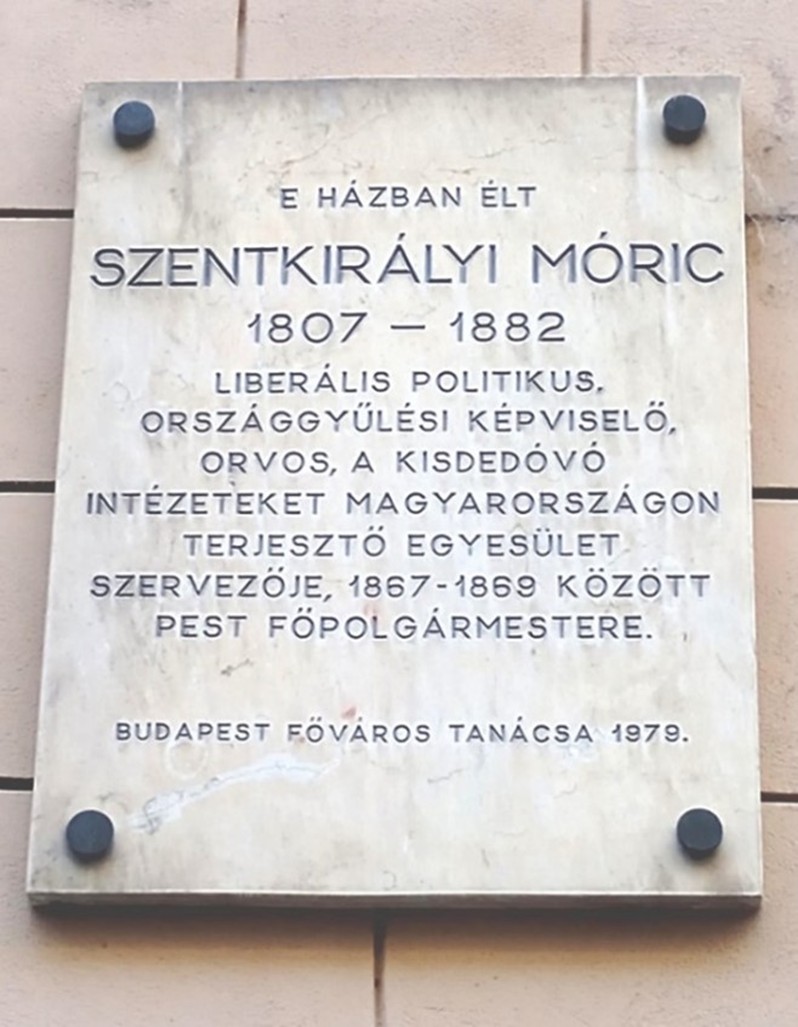 E HÁZBAN ÉLT
SZENTKIRÁLYI MÓRIC
1807 – 1882
LIBERÁLIS POLITIKUS,
ORSZÁGGYŰLÉSI KÉPVISELŐ,
ORVOS, A KISDEDÓVÓ
INTÉZETEKET MAGYARORSZÁGON
TERJESZTŐ EGYESÜLET
SZERVEZŐJE, 1867-1869 KÖZÖTT
PEST FŐPOLGÁRMESTERE.
BUDAPEST FŐVÁROS TANÁCSA 1979.